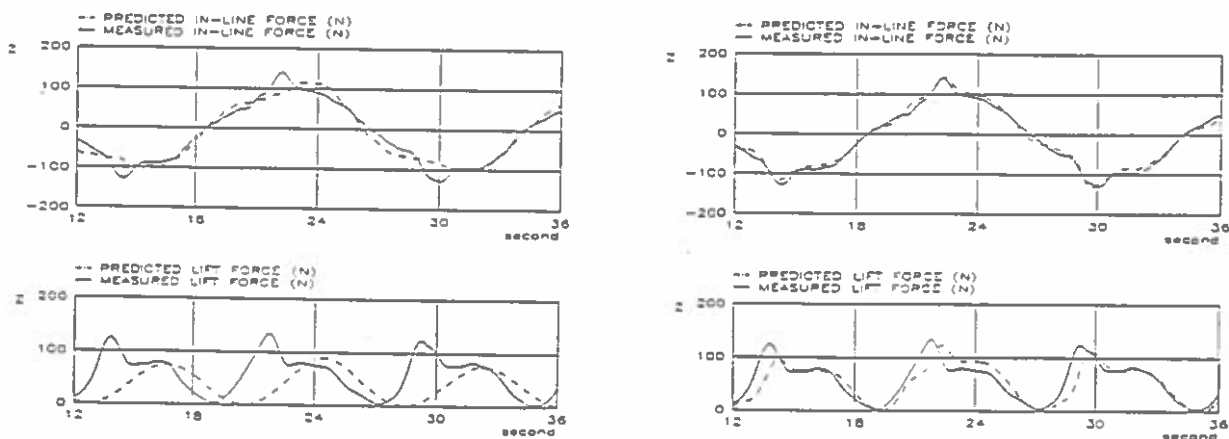 PREDICTED IN-LINE FORCE (N)
MEASURED IN-LINE FORCE (N)
N
200
100
0
-100
-200
12
18
24
30
36
second
PREDICTED LIFT FORCE (N)
MEASURED LIFT FORCE (N)
N
200
100
0
12
18
24
30
36
second
PREDICTED IN-LINE FORCE (N)
MEASURED IN-LINE FORCE (N)
N
200
100
0
-100
-200
12
18
24
30
36
second
PREDICTED LIFT FORCE (N)
MEASURED LIFT FORCE (N)
N
200
100
0
12
18
24
30
36
second